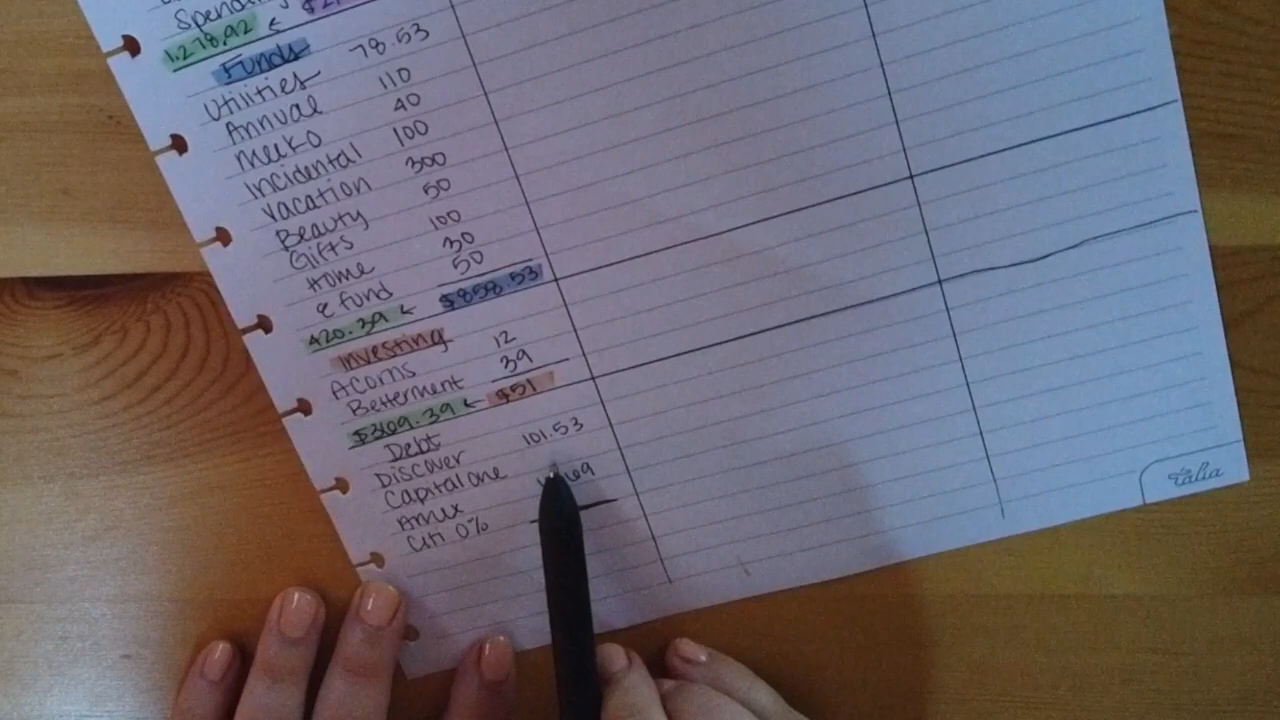 Spending
1,278.92 ←
Funds
Utilities 78.53
Annual 110
Meeko 40
Incidental 100
Vacation 300
Beauty 50
Gifts 100
Home 30
e fund 50
420.39 ← $858.53
Investing
Acorns 12
Betterment 39
$369.39 ← $51
Debt
Discover 101.53
Capital one
Amex
Citi 0%
talia